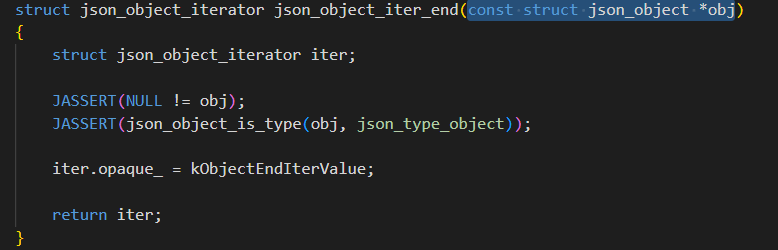 struct json_object_iterator json_object_iter_end(const struct json_object *obj)
{
    struct json_object_iterator iter;

    JASSERT(NULL != obj);
    JASSERT(json_object_is_type(obj, json_type_object));

    iter.opaque_ = kObjectEndIterValue;

    return iter;
}